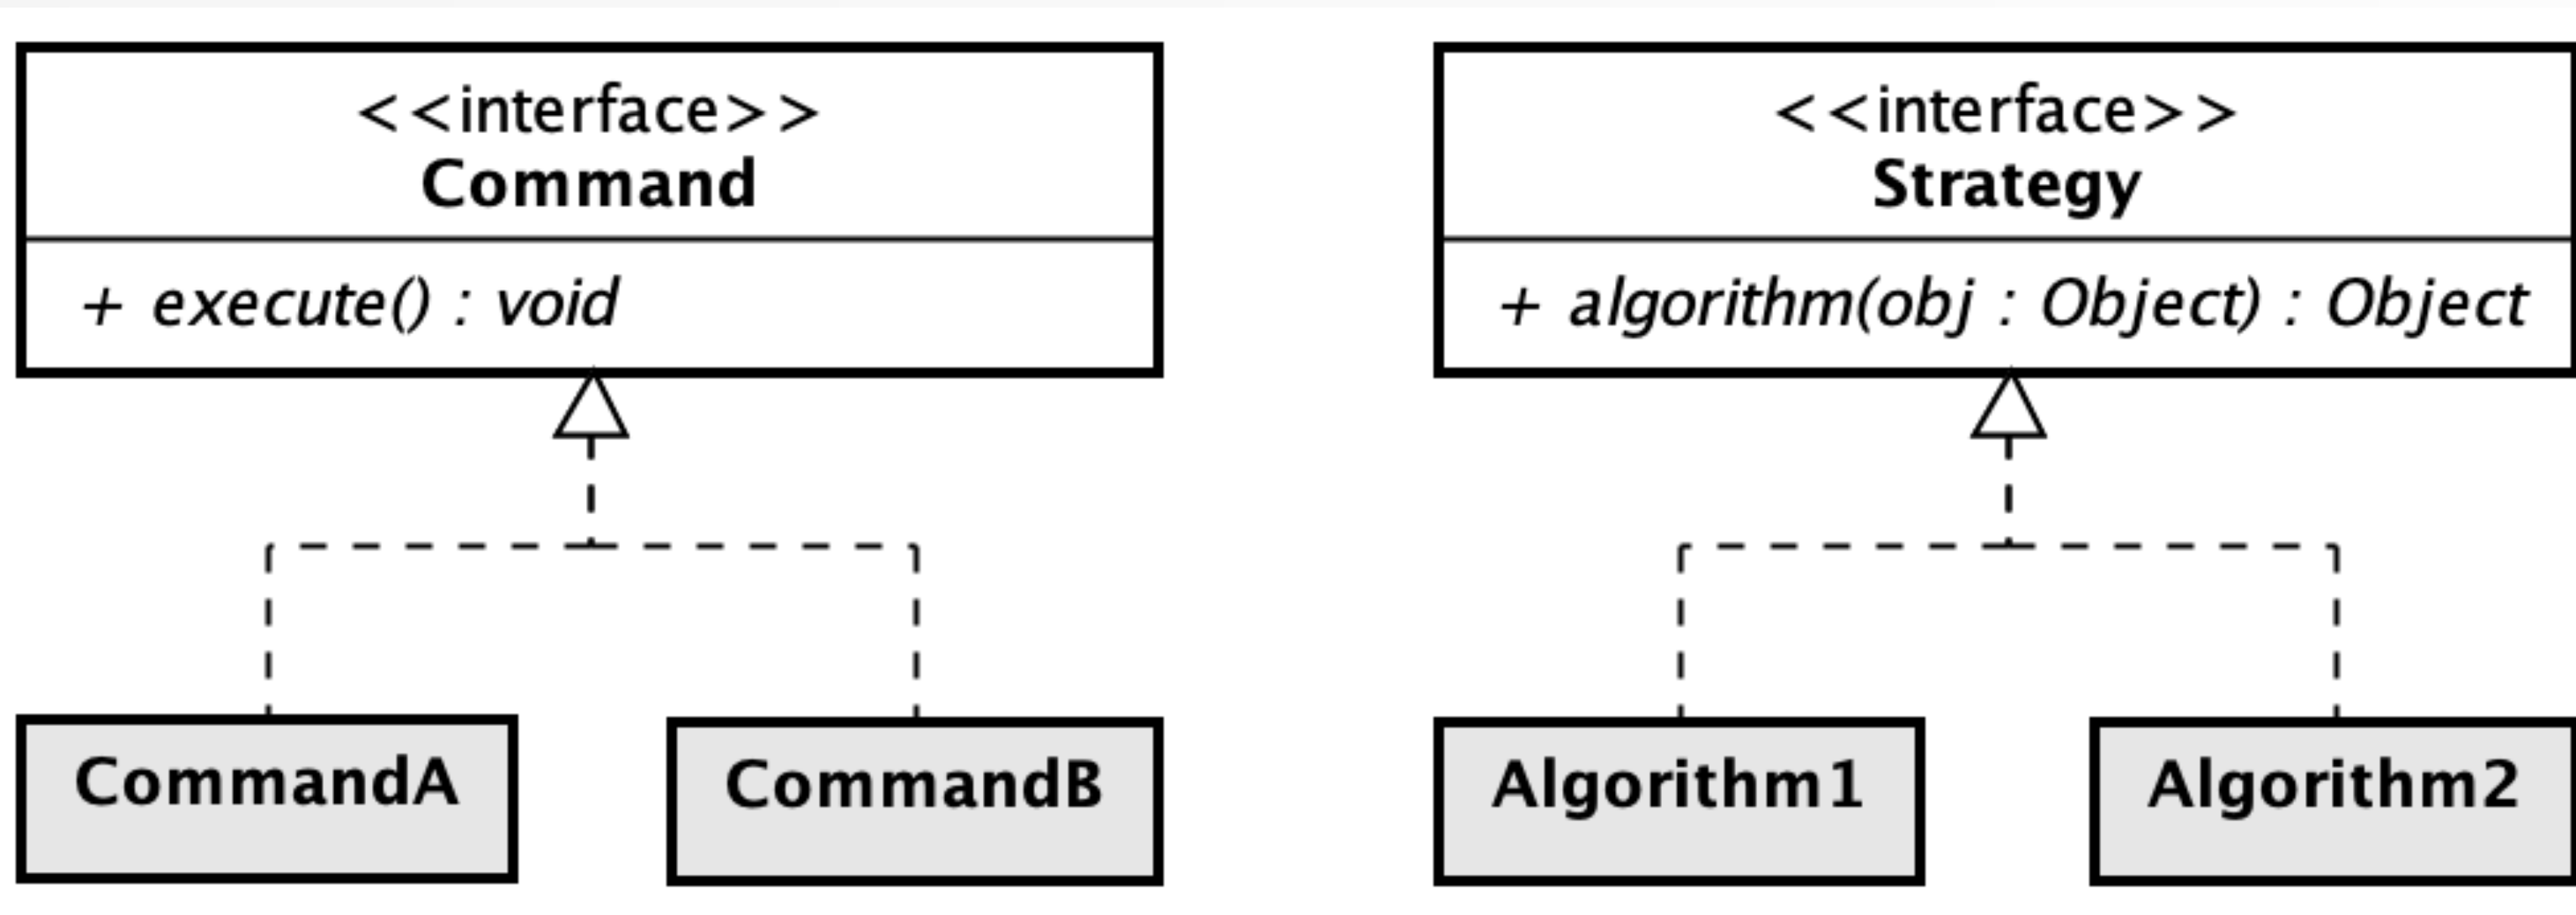 <<interface>>
Command
+ execute() : void
<<interface>>
Strategy
+ algorithm(obj : Object) : Object
CommandA
CommandB
Algorithm1
Algorithm2